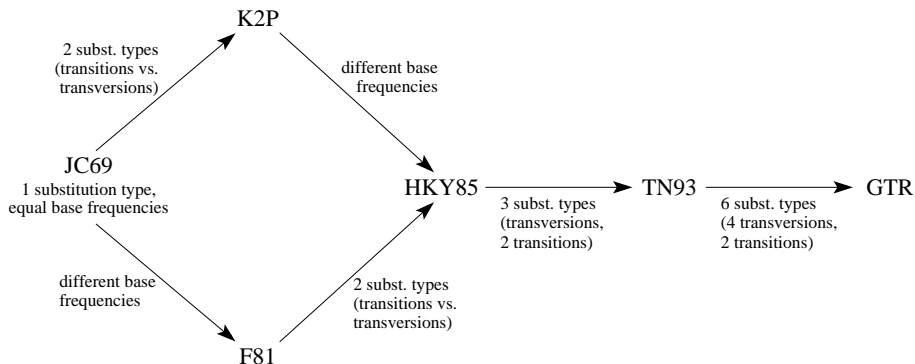 K2P
2 subst. types
(transitions vs.
transversions)
different base
frequencies
JC69
1 substitution type,
equal base frequencies
HKY85
3 subst. types
(transversions,
2 transitions)
TN93
6 subst. types
(4 transversions,
2 transitions)
GTR
different base
frequencies
2 subst. types
(transitions vs.
transversions)
F81